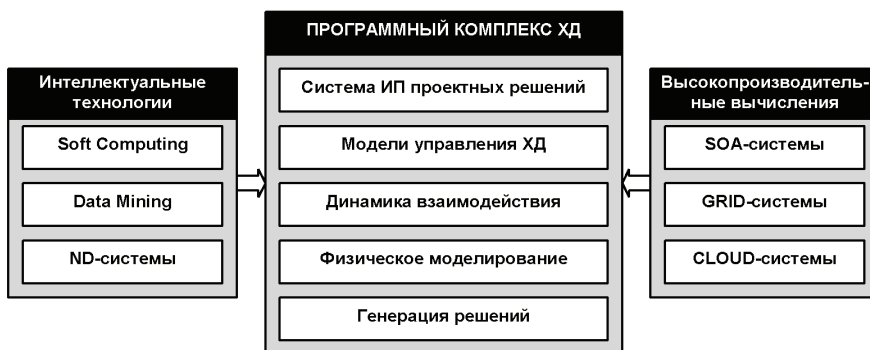 Интеллектуальные
технологии
Soft Computing
Data Mining
ND-системы
ПРОГРАММНЫЙ КОМПЛЕКС ХД
Система ИП проектных решений
Модели управления ХД
Динамика взаимодействия
Физическое моделирование
Генерация решений
Высокопроизводитель-
ные вычисления
SOA-системы
GRID-системы
CLOUD-системы